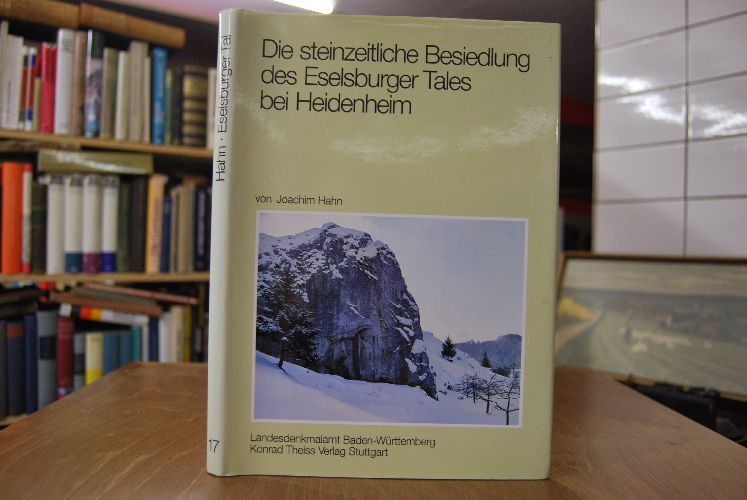 Die steinzeitliche Besiedlung
des Eselsburger Tales
bei Heidenheim
von Joachim Hahn
Landesdenkmalamt Baden-Württemberg
Konrad Theiss Verlag Stuttgart
Hahn · Eselsburger Tal
17